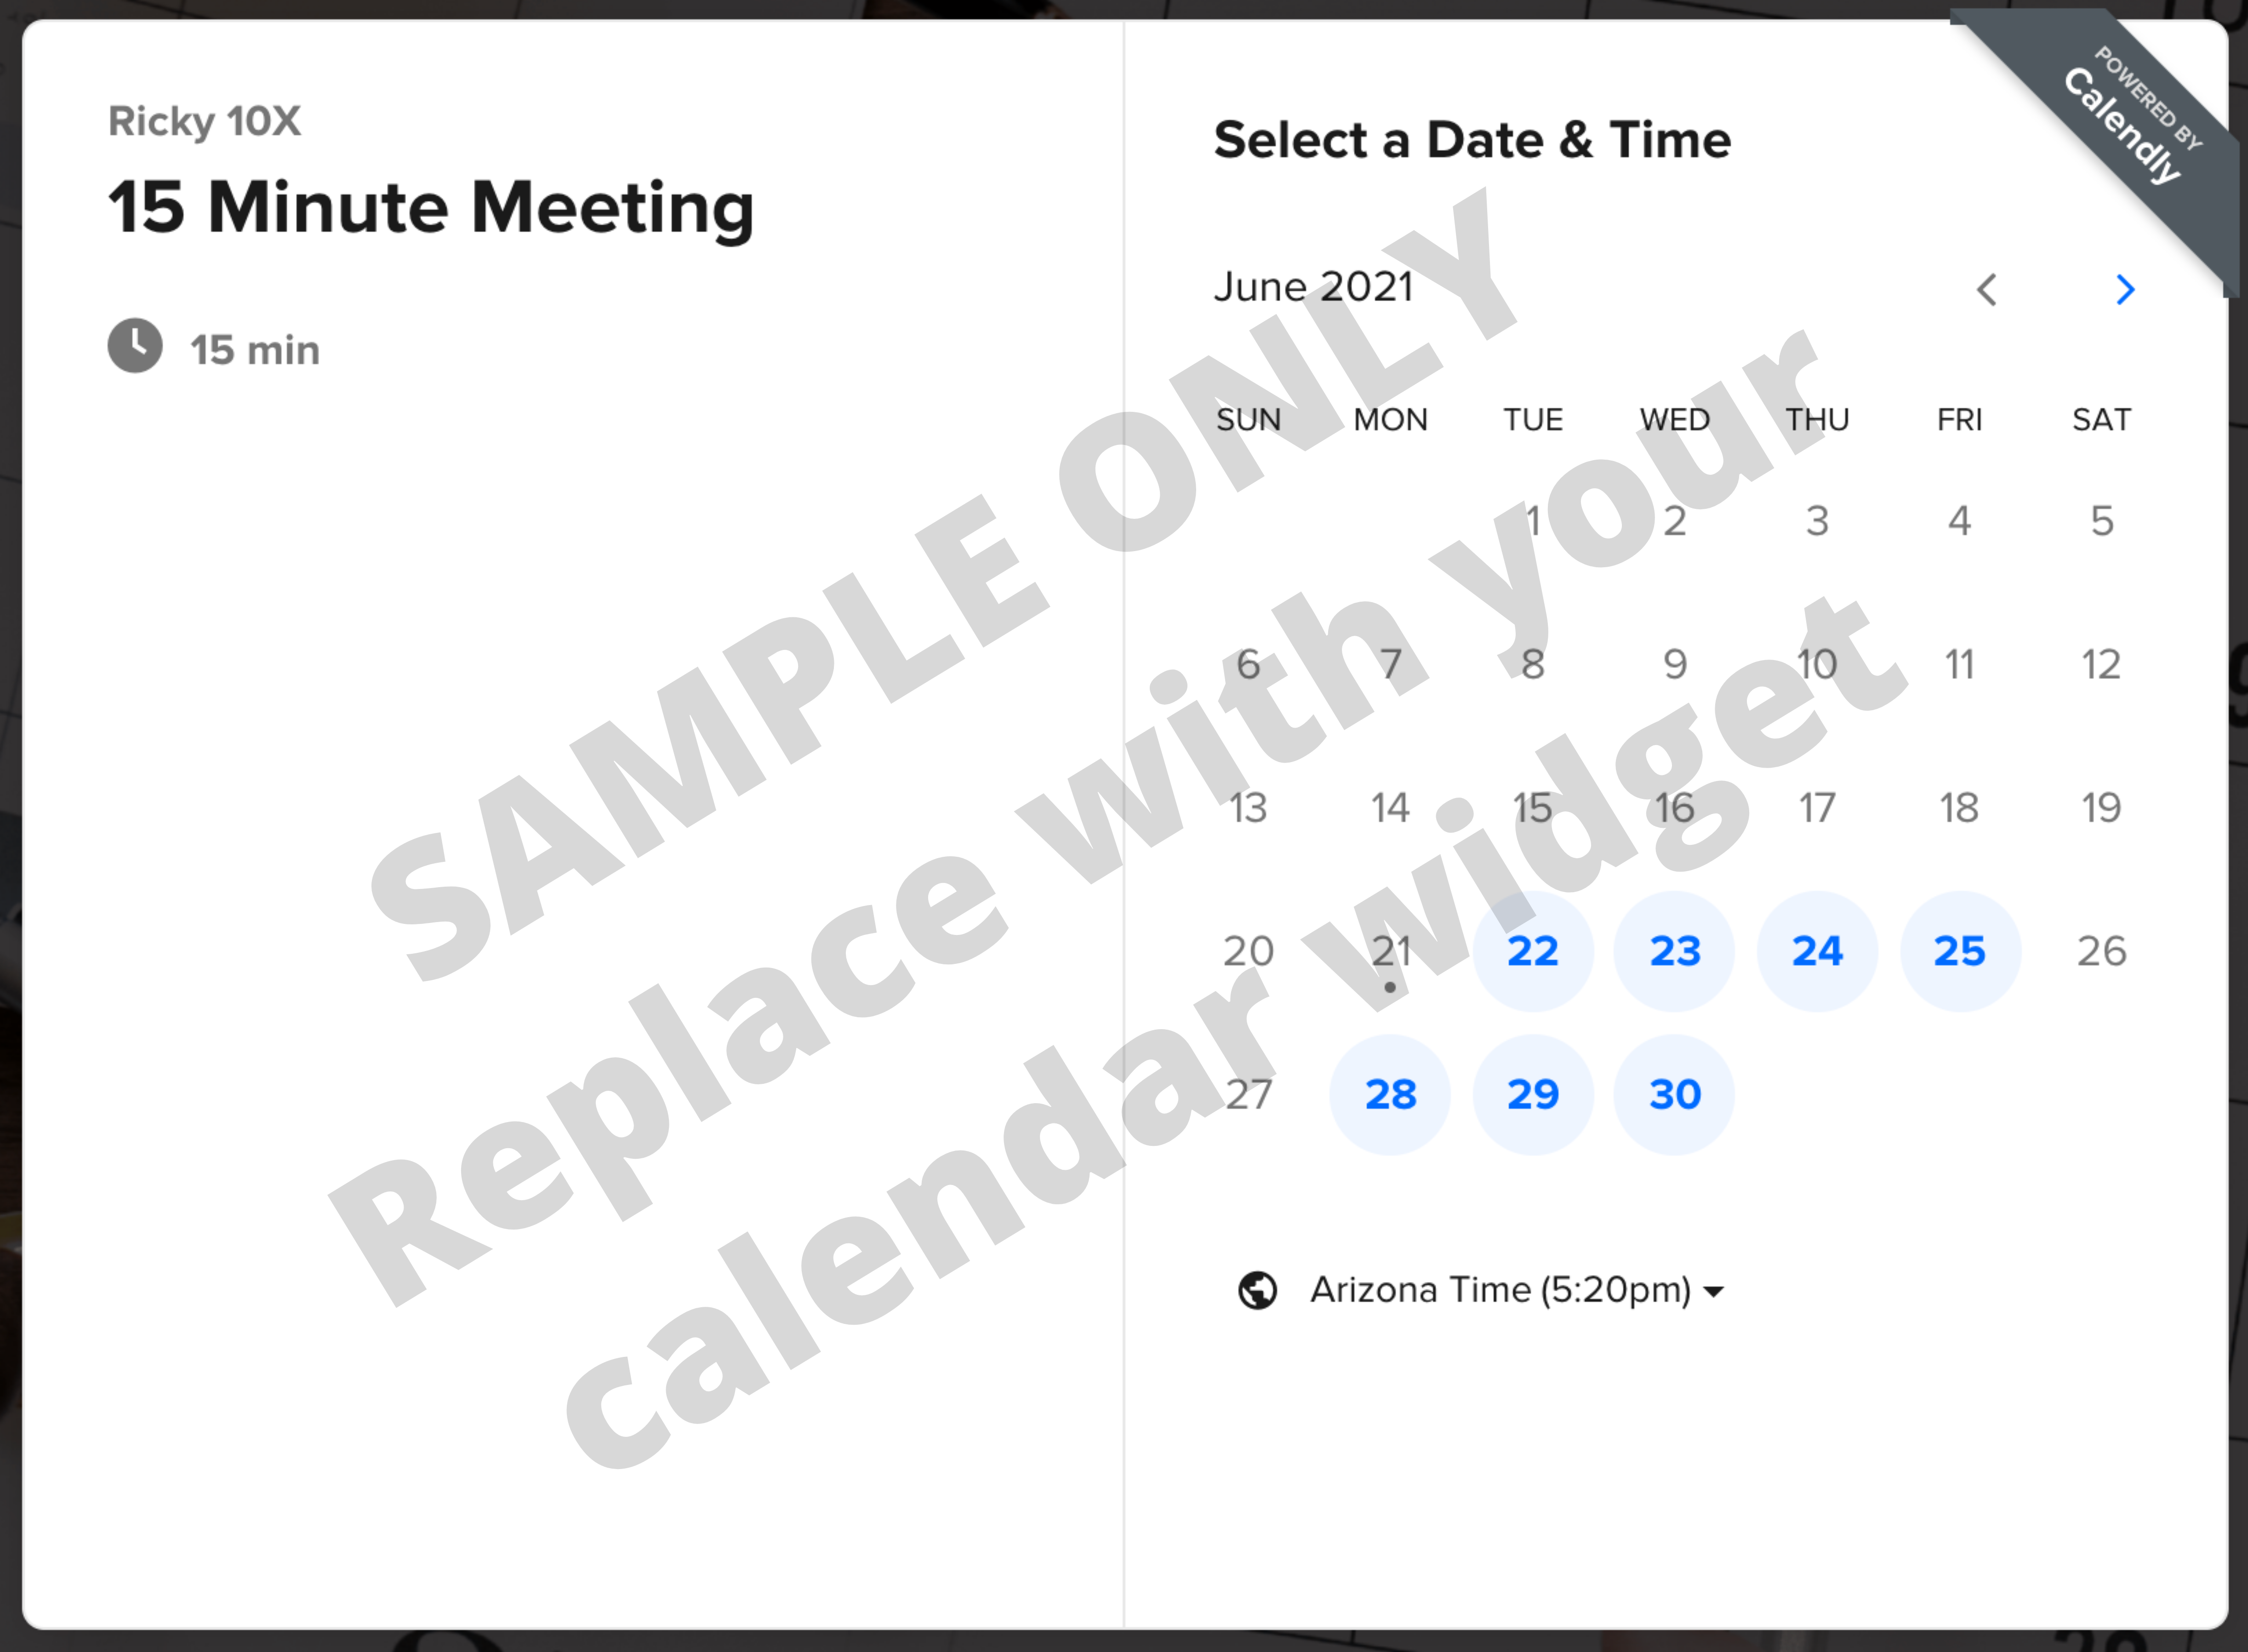 Ricky 10X
15 Minute Meeting
15 min
Select a Date & Time
POWERED BY
Calendly
June 2021
SUN MON TUE WED THU FRI SAT
1 2 3 4 5
6 7 8 9 10 11 12
13 14 15 16 17 18 19
20 21 22 23 24 25 26
27 28 29 30
Arizona Time (5:20pm)
SAMPLE ONLY
Replace with your
calendar widget